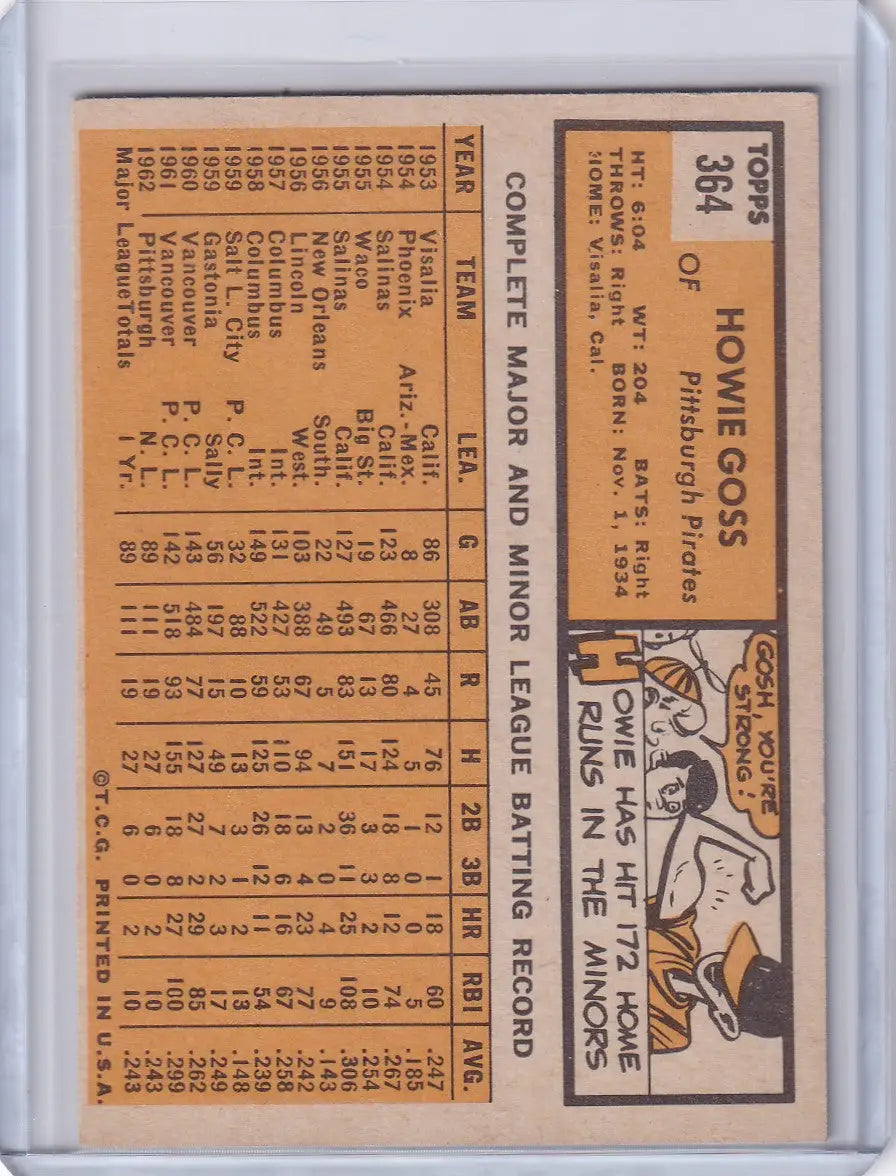 TOPPS
364
HOWIE GOSS
OF Pittsburgh Pirates
HT: 6:04 WT: 204 BATS: Right
THROWS: Right BORN: Nov. 1, 1934
HOME: Visalia, Cal.
GOSH, YOU'RE
STRONG!
HOWIE HAS HIT 172 HOME
RUNS IN THE MINORS
COMPLETE MAJOR AND MINOR LEAGUE BATTING RECORD
YEAR TEAM LEA. G AB R H 2B 3B HR RBI AVG.
1953 Visalia Calif. 86 308 45 76 12 1 18 60 .247
1954 Phoenix Ariz.-Mex. 8 27 4 5 1 0 0 5 .185
1954 Salinas Calif. 123 466 80 124 18 8 12 74 .267
1955 Waco Big St. 19 67 13 17 3 3 2 10 .254
1955 Salinas Calif. 127 493 83 151 36 11 25 108 .306
1956 New Orleans South. 22 49 5 7 2 0 4 9 .143
1956 Lincoln West. 103 388 67 94 13 4 23 77 .242
1957 Columbus Int. 131 427 53 110 18 6 16 67 .258
1958 Columbus Int. 149 522 59 125 26 12 11 54 .239
1959 Salt L. City P. C. L. 32 88 10 13 3 1 2 13 .148
1959 Gastonia Sally 56 197 15 49 7 2 3 17 .249
1960 Vancouver P. C. L. 143 484 77 127 27 2 29 85 .262
1961 Vancouver P. C. L. 142 518 93 155 18 8 27 100 .299
1962 Pittsburgh N. L. 89 111 19 27 6 0 2 10 .243
Major League Totals 1 Yr. 89 111 19 27 6 0 2 10 .243
©T.C.G. PRINTED IN U.S.A.